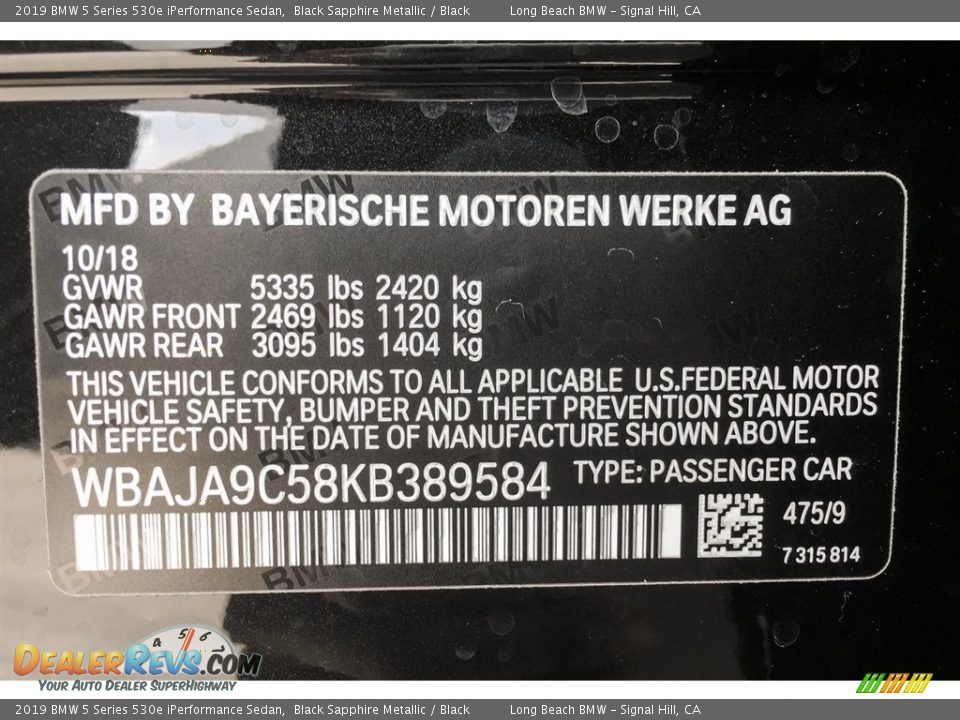 2019 BMW 5 Series 530e iPerformance Sedan, Black Sapphire Metallic / Black Long Beach BMW - Signal Hill, CA
MFD BY BAYERISCHE MOTOREN WERKE AG
10/18
GVWR 5335 lbs 2420 kg
GAWR FRONT 2469 lbs 1120 kg
GAWR REAR 3095 lbs 1404 kg
THIS VEHICLE CONFORMS TO ALL APPLICABLE U.S.FEDERAL MOTOR
VEHICLE SAFETY, BUMPER AND THEFT PREVENTION STANDARDS
IN EFFECT ON THE DATE OF MANUFACTURE SHOWN ABOVE.
WBAJA9C58KB389584 TYPE: PASSENGER CAR
475/9
7 315 814
4 5 6
DEALERREVS.COM
YOUR AUTO DEALER SUPERHIGHWAY
2019 BMW 5 Series 530e iPerformance Sedan, Black Sapphire Metallic / Black Long Beach BMW - Signal Hill, CA